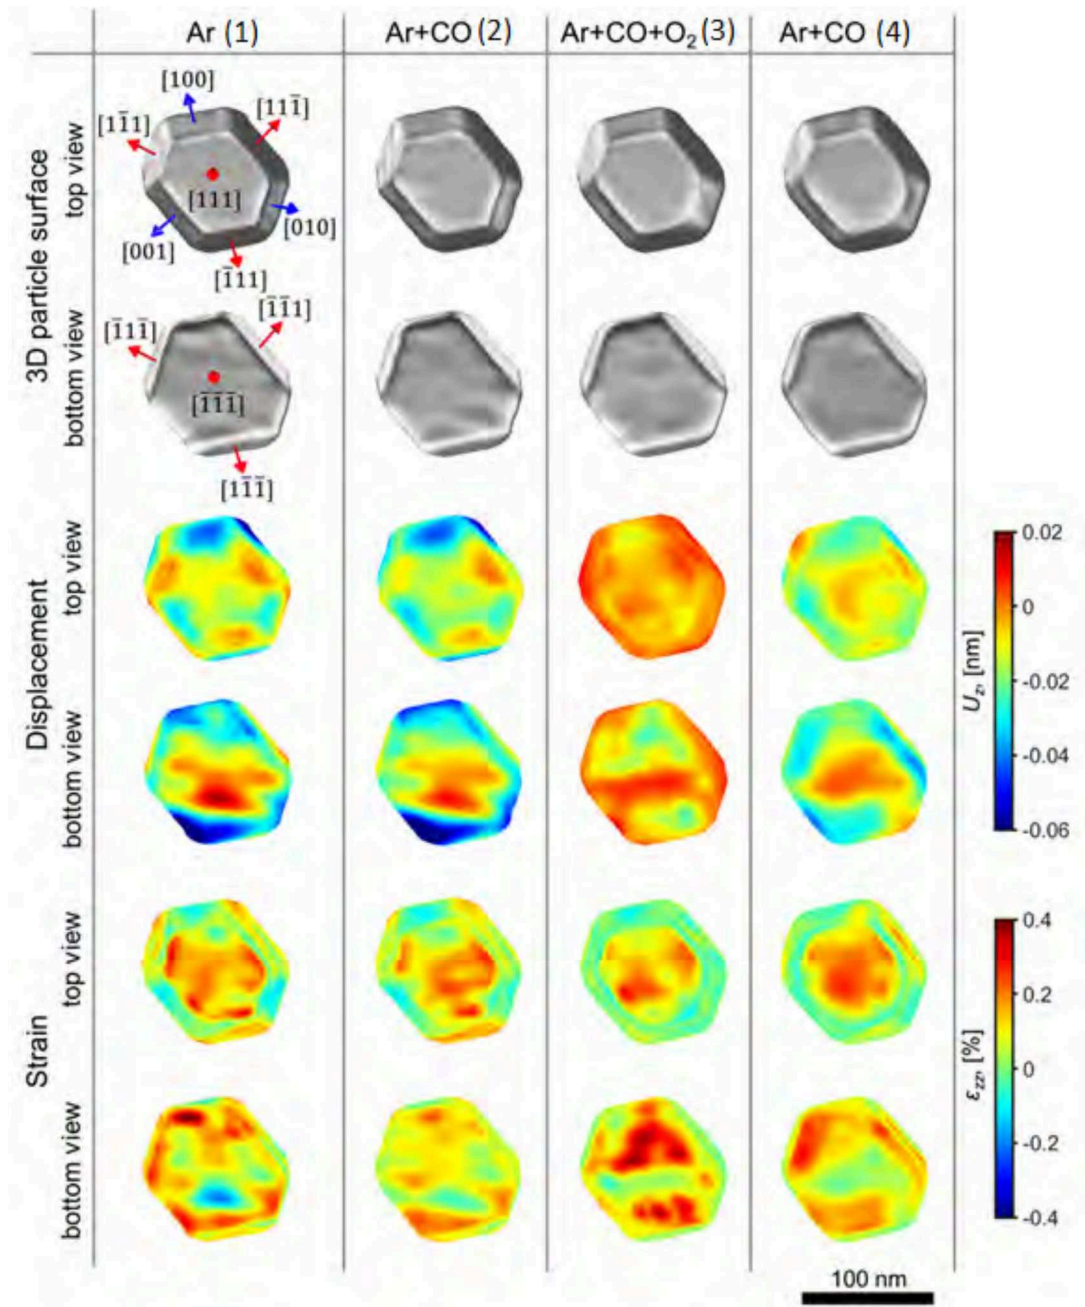 Ar (1) Ar+CO (2) Ar+CO+O₂ (3) Ar+CO (4)
3D particle surface
top view
[100]
[11̄1]
[111̄]
[111]
[001]
[010]
[1̄11]
bottom view
[1̄11̄]
[1̄1̄1]
[1̄1̄1̄]
[11̄1̄]
Displacement
top view
bottom view
0.02
0
-0.02
-0.04
-0.06
U_z, [nm]
Strain
top view
bottom view
0.4
0.2
0
-0.2
-0.4
ε_zz, [%]
100 nm